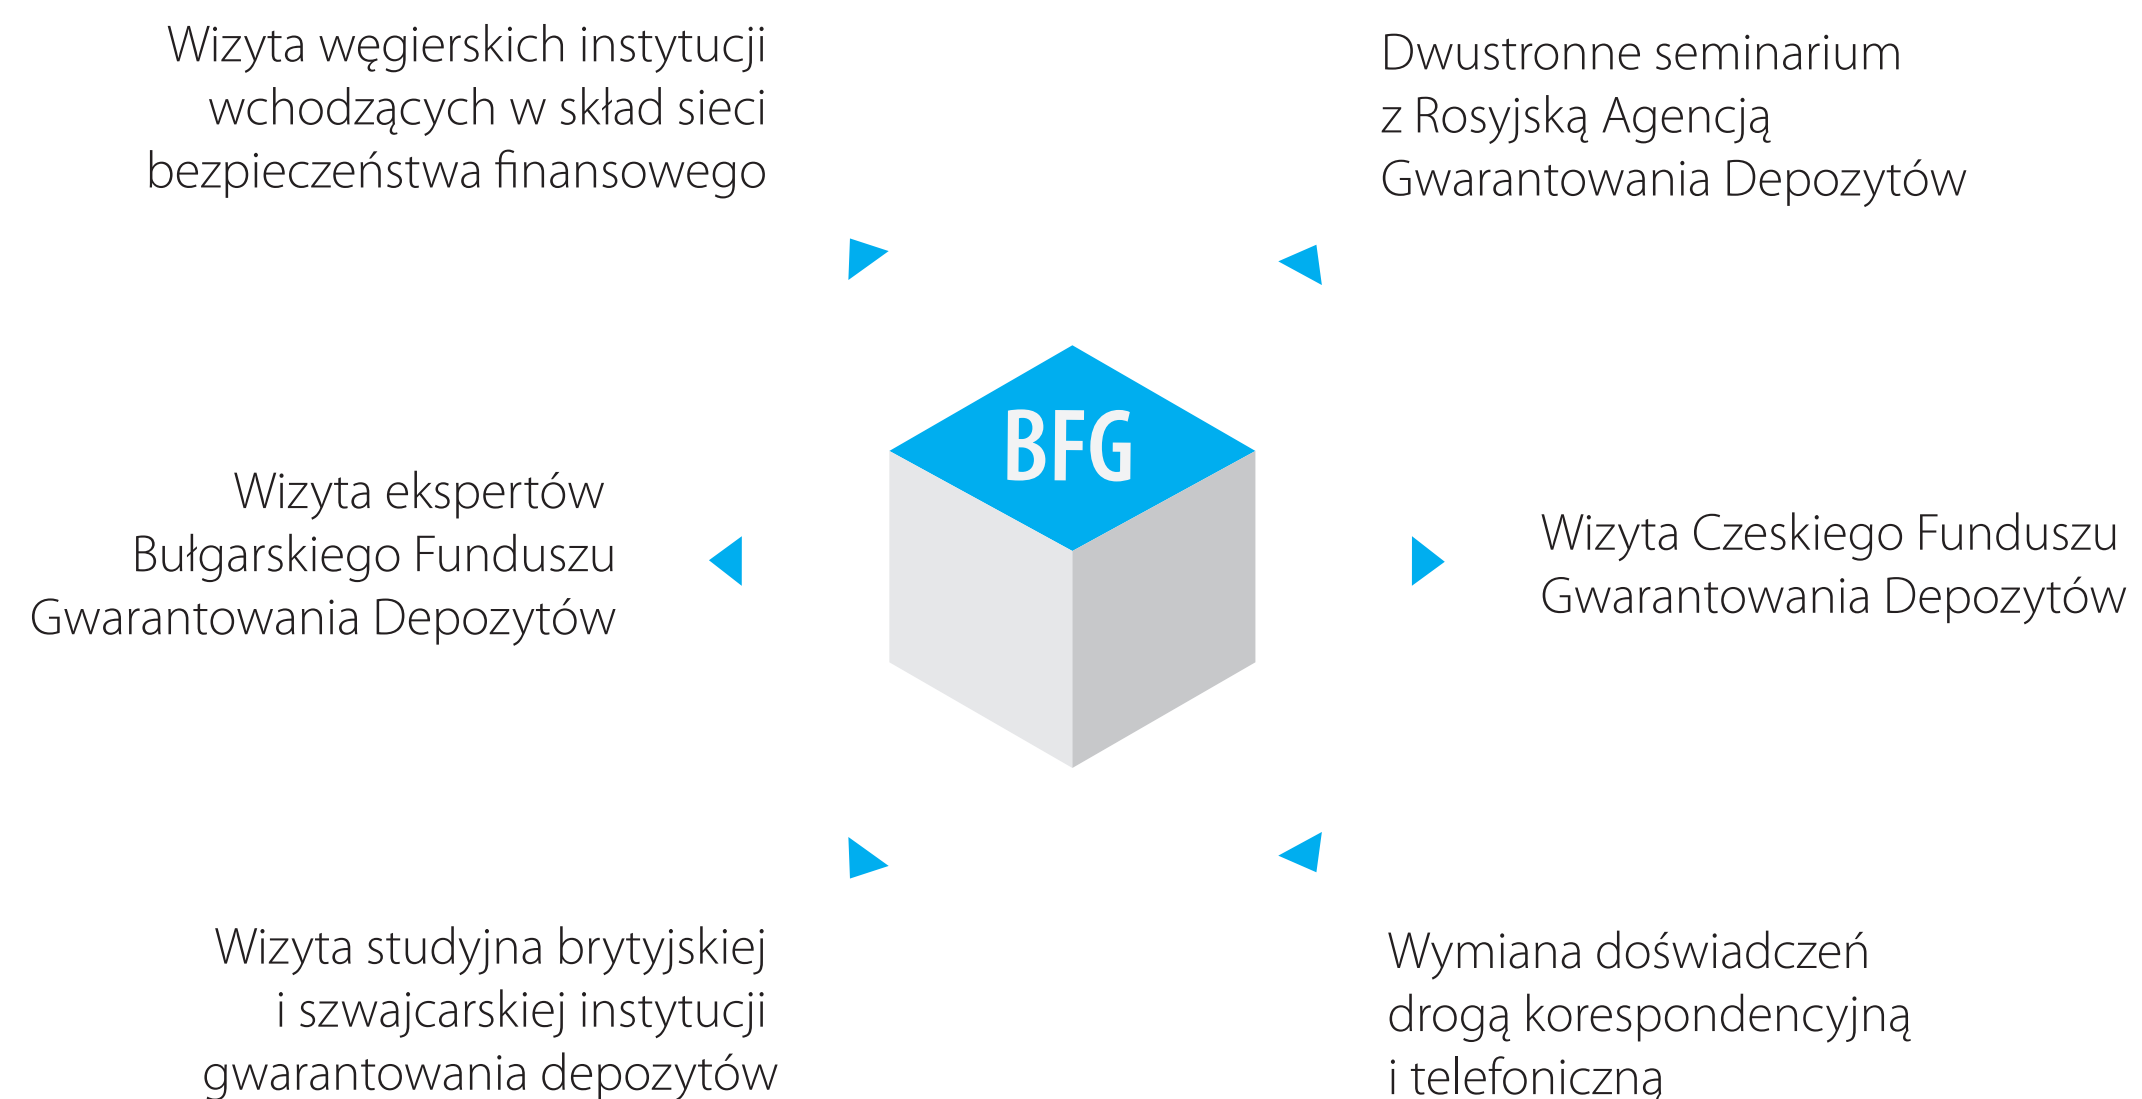 Wizyta węgierskich instytucji
wchodzących w skład sieci
bezpieczeństwa finansowego
Dwustronne seminarium
z Rosyjską Agencją
Gwarantowania Depozytów
BFG
Wizyta ekspertów
Bułgarskiego Funduszu
Gwarantowania Depozytów
Wizyta Czeskiego Funduszu
Gwarantowania Depozytów
Wizyta studyjna brytyjskiej
i szwajcarskiej instytucji
gwarantowania depozytów
Wymiana doświadczeń
drogą korespondencyjną
i telefoniczną